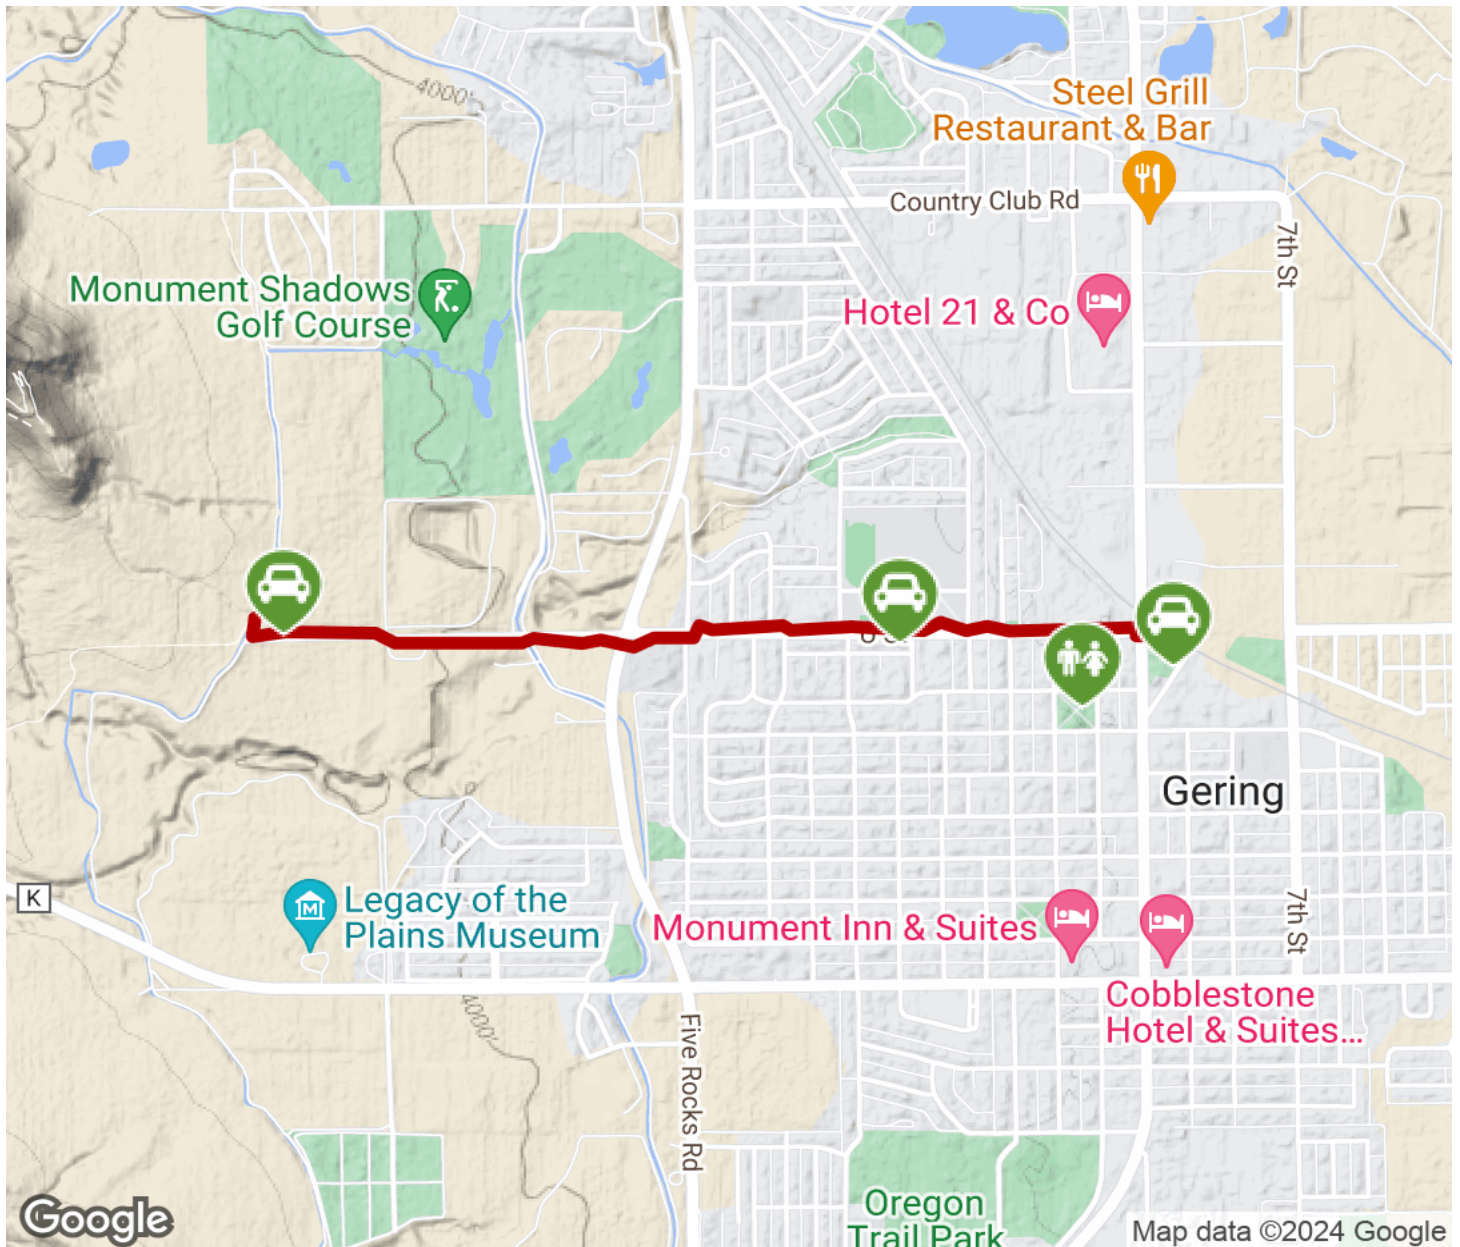 4000'
Steel Grill
Restaurant & Bar
Country Club Rd
7th St
Monument Shadows
Golf Course
Hotel 21 & Co
Gering
K
Legacy of the
Plains Museum
Monument Inn & Suites
7th St
Cobblestone
Hotel & Suites...
4000'
Five Rocks Rd
Oregon
Trail Park
Google
Map data ©2024 Google